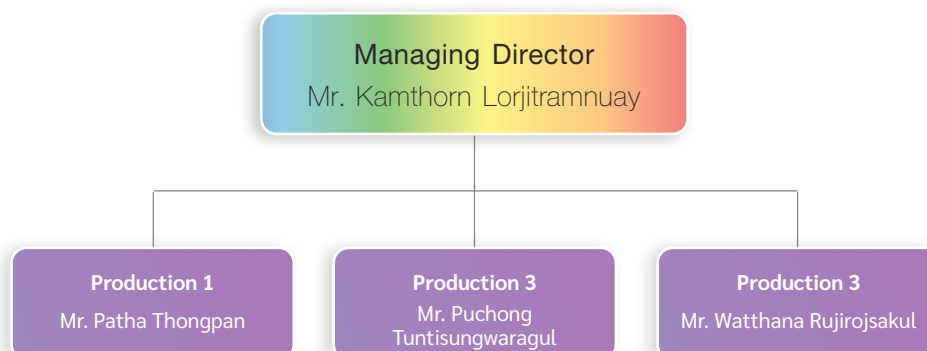 Managing Director
Mr. Kamthorn Lorjitramnuay
Production 1
Mr. Patha Thongpan
Production 3
Mr. Puchong
Tuntisungwaragul
Production 3
Mr. Watthana Rujirojsakul